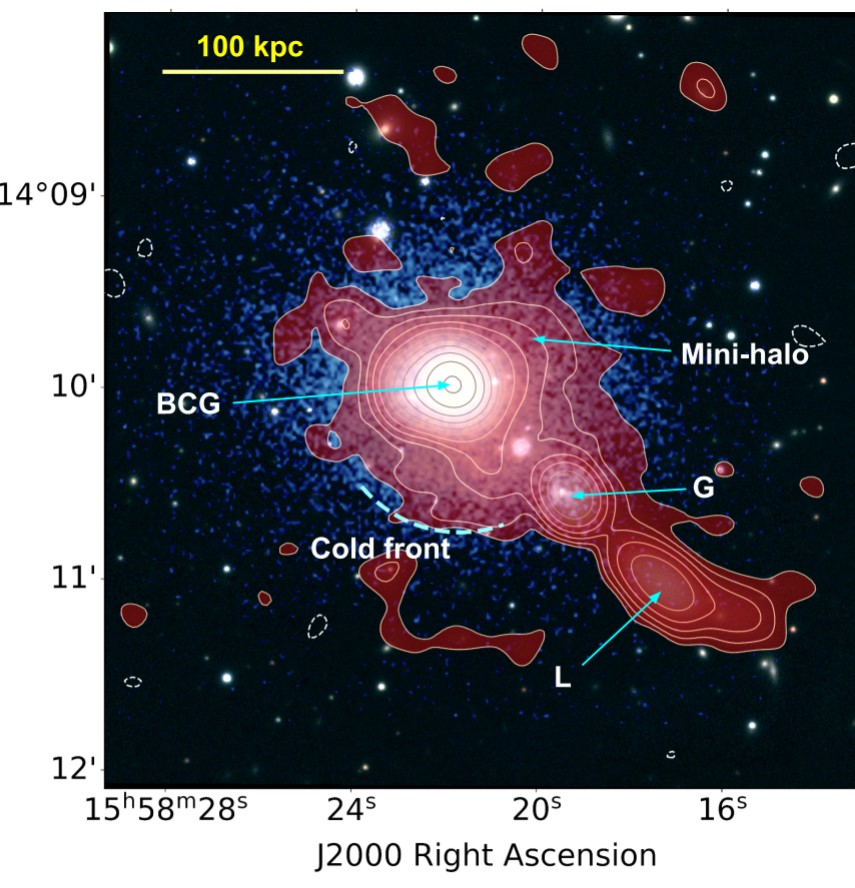 100 kpc
14°09'
Mini-halo
10'
BCG
G
Cold front
11'
L
12'
15ʰ58ᵐ28ˢ 24ˢ 20ˢ 16ˢ
J2000 Right Ascension